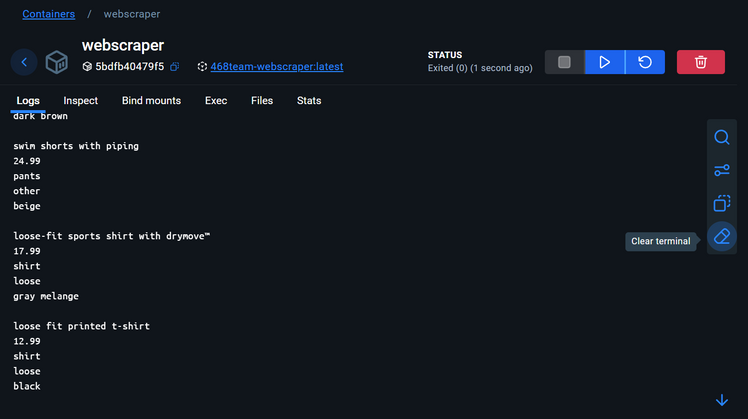 Containers / webscraper
webscraper
5bdfb40479f5 468team-webscraper:latest
STATUS
Exited (0) (1 second ago)
Logs Inspect Bind mounts Exec Files Stats
dark brown
swim shorts with piping
24.99
pants
other
beige
loose-fit sports shirt with drymove™
17.99
shirt
loose
gray melange
Clear terminal
loose fit printed t-shirt
12.99
shirt
loose
black